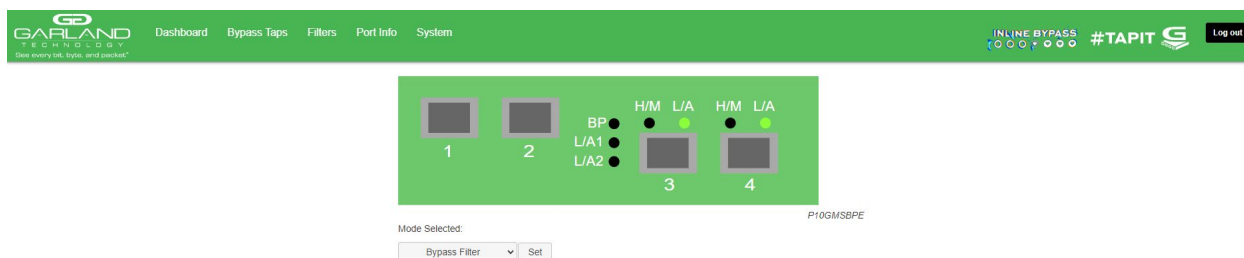 GARLAND
TECHNOLOGY
See every bit, byte, and packet.®
Dashboard Bypass Taps Filters Port Info System
INLINE BYPASS
#TAPIT
Log out
H/M L/A H/M L/A
BP
L/A1
L/A2
1 2 3 4
P10GMSBPE
Mode Selected:
Bypass Filter Set